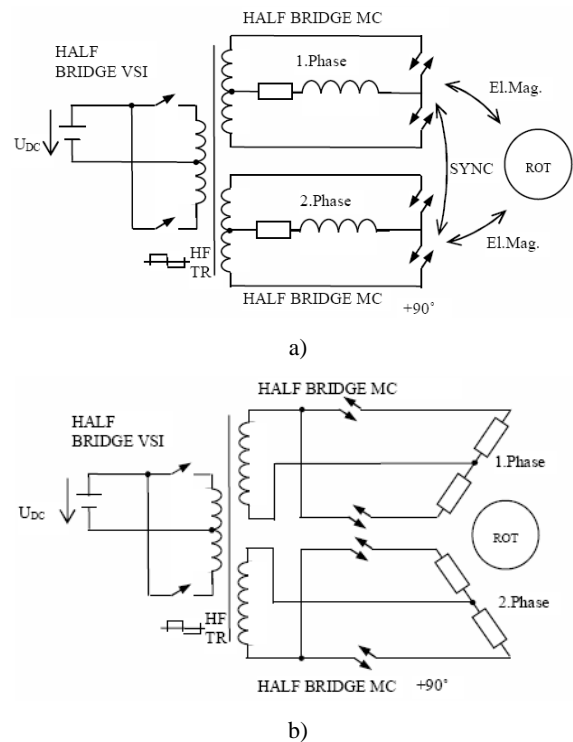 HALF BRIDGE MC
HALF
BRIDGE VSI
1.Phase
El.Mag.
UDC
SYNC
ROT
2.Phase
El.Mag.
HF
TR
HALF BRIDGE MC
+90°
a)
HALF BRIDGE MC
HALF
BRIDGE VSI
1.Phase
UDC
ROT
2.Phase
HF
TR
HALF BRIDGE MC +90°
b)